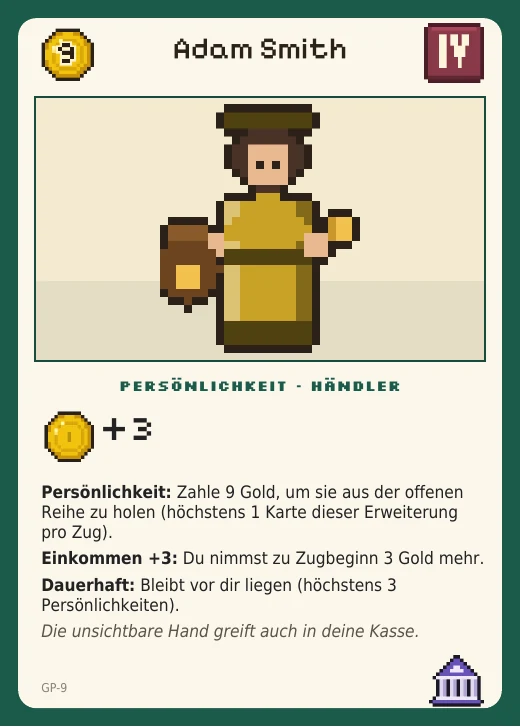 9
Adam Smith
IV
PERSÖNLICHKEIT - HÄNDLER
+3
Persönlichkeit: Zahle 9 Gold, um sie aus der offenen
Reihe zu holen (höchstens 1 Karte dieser Erweiterung
pro Zug).
Einkommen +3: Du nimmst zu Zugbeginn 3 Gold mehr.
Dauerhaft: Bleibt vor dir liegen (höchstens 3
Persönlichkeiten).
Die unsichtbare Hand greift auch in deine Kasse.
GP-9